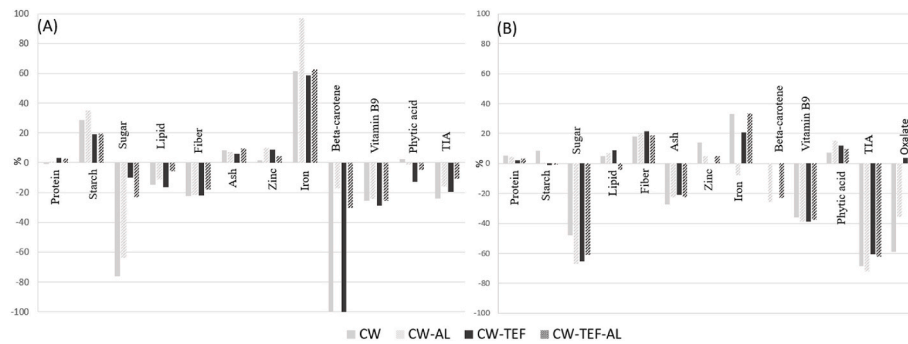 (A)
100
80
60
40
20
%
-20
-40
-60
-80
-100
Protein
Starch
Sugar
Lipid
Fiber
Ash
Zinc
Iron
Beta-carotene
Vitamin B9
Phytic acid
TIA
(B)
100
80
60
40
20
%
-20
-40
-60
-80
-100
Protein
Starch
Sugar
Lipid
Fiber
Ash
Zinc
Iron
Beta-carotene
Vitamin B9
Phytic acid
TIA
Oxalate
CW CW-AL CW-TEF CW-TEF-AL